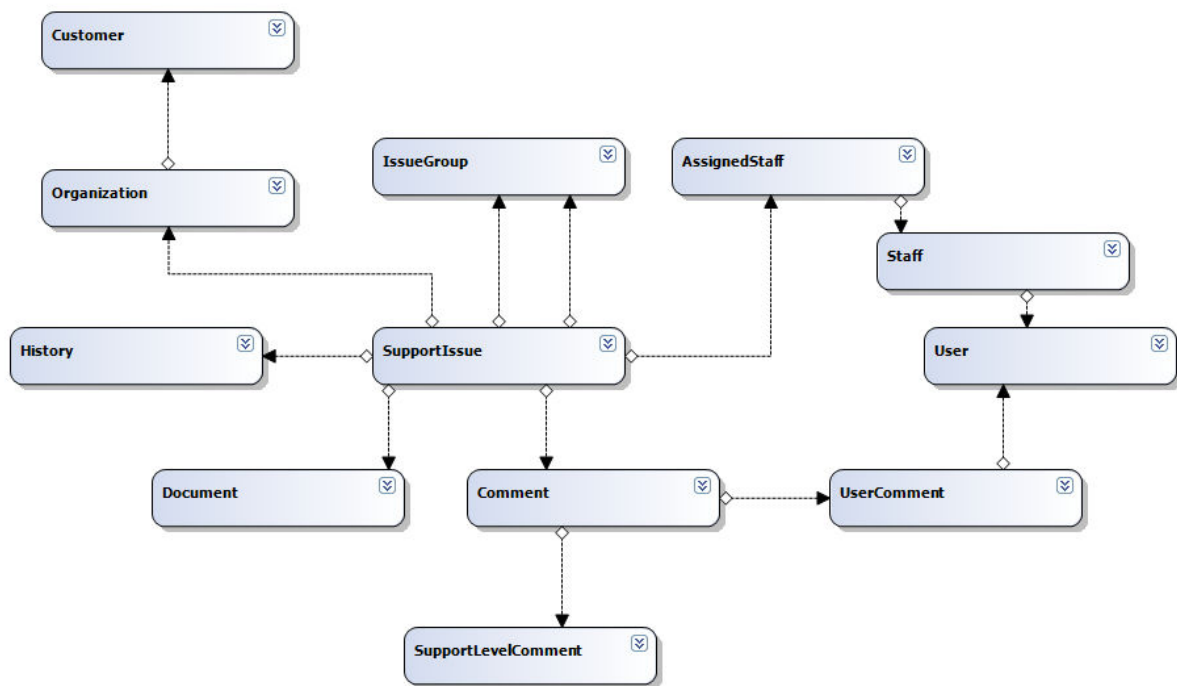 Customer
IssueGroup
AssignedStaff
Organization
Staff
History
SupportIssue
User
Document
Comment
UserComment
SupportLevelComment